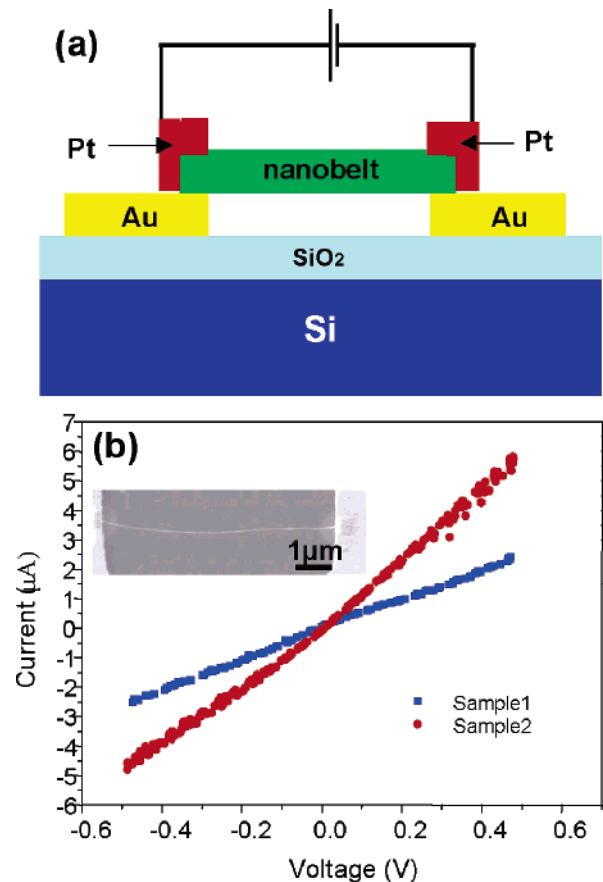 (a)
Pt
Pt
nanobelt
Au
Au
SiO₂
Si
(b)
7
6
5
4
3
2
1
0
-1
-2
-3
-4
-5
-6
Current (µA)
1µm
Sample1
Sample2
-0.6
-0.4
-0.2
0.0
0.2
0.4
0.6
Voltage (V)